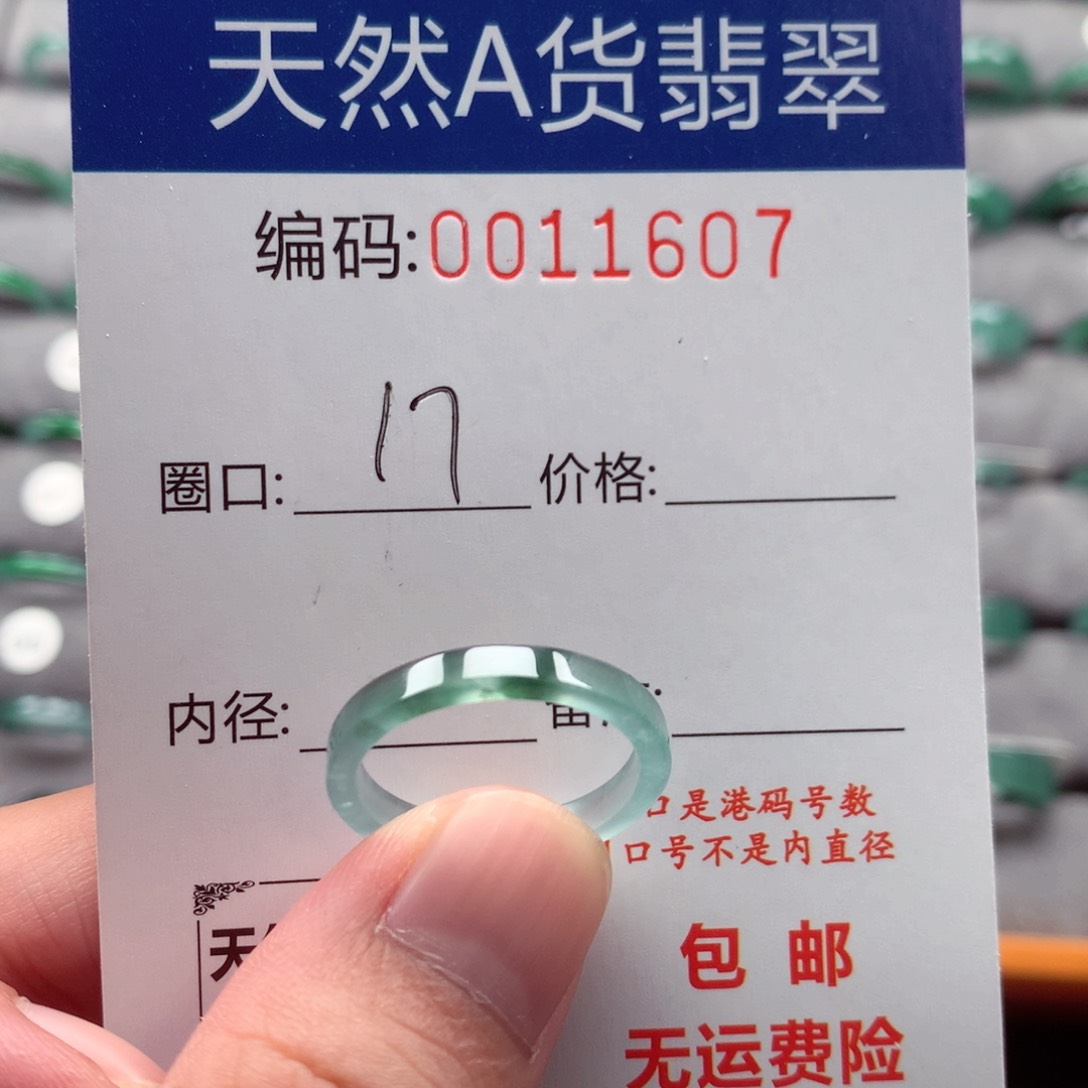 天然A货翡翠
编码:0011607
圈口: 17 价格:
内径:
口是港码号数
口号不是内直径
天
包邮
无运费险